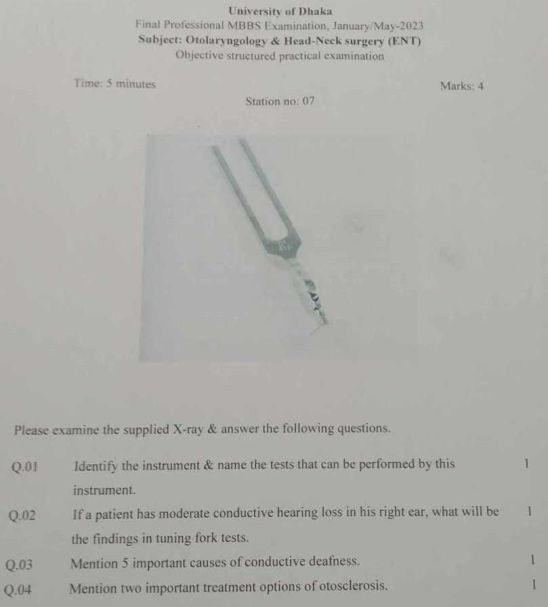 University of Dhaka
Final Professional MBBS Examination, January/May-2023
Subject: Otolaryngology & Head-Neck surgery (ENT)
Objective structured practical examination
Time: 5 minutes
Marks: 4
Station no: 07
Please examine the supplied X-ray & answer the following questions.
Q.01 Identify the instrument & name the tests that can be performed by this 1
instrument.
Q.02 If a patient has moderate conductive hearing loss in his right ear, what will be 1
the findings in tuning fork tests.
Q.03 Mention 5 important causes of conductive deafness. 1
Q.04 Mention two important treatment options of otosclerosis. 1